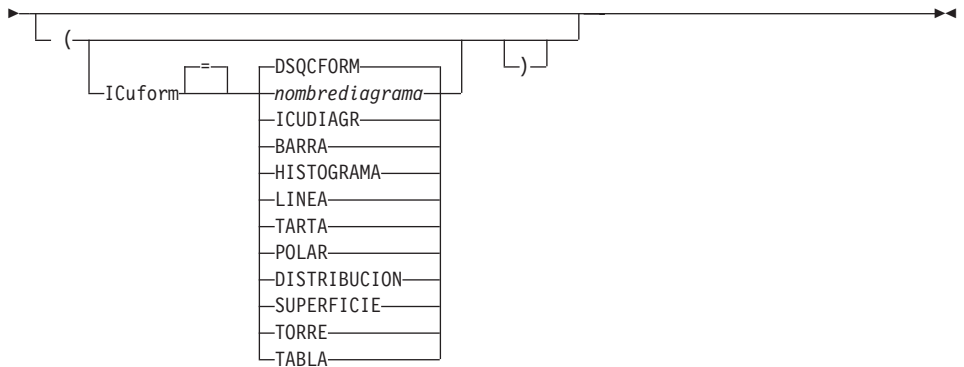 (
)
ICuform = DSQCFORM
nombrediagrama
ICUDIAGR
BARRA
HISTOGRAMA
LINEA
TARTA
POLAR
DISTRIBUCION
SUPERFICIE
TORRE
TABLA